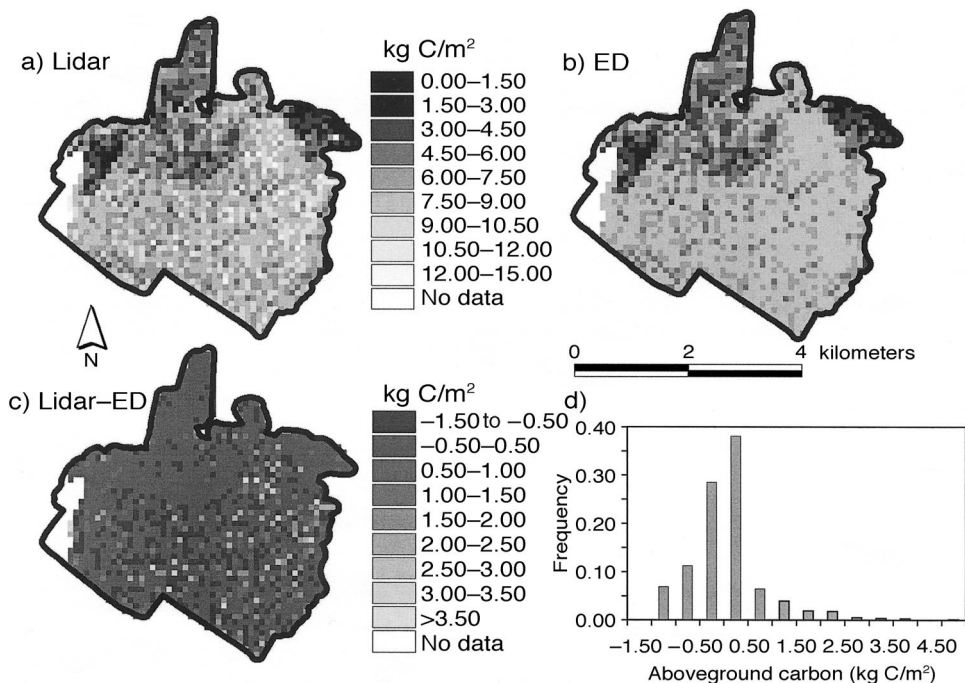 a) Lidar
kg C/m²
0.00–1.50
1.50–3.00
3.00–4.50
4.50–6.00
6.00–7.50
7.50–9.00
9.00–10.50
10.50–12.00
12.00–15.00
No data
b) ED
N
0 2 4 kilometers
c) Lidar–ED
kg C/m²
–1.50 to –0.50
–0.50–0.50
0.50–1.00
1.00–1.50
1.50–2.00
2.00–2.50
2.50–3.00
3.00–3.50
>3.50
No data
d)
Frequency
0.40
0.30
0.20
0.10
0.00
–1.50 –0.50 0.50 1.50 2.50 3.50 4.50
Aboveground carbon (kg C/m²)